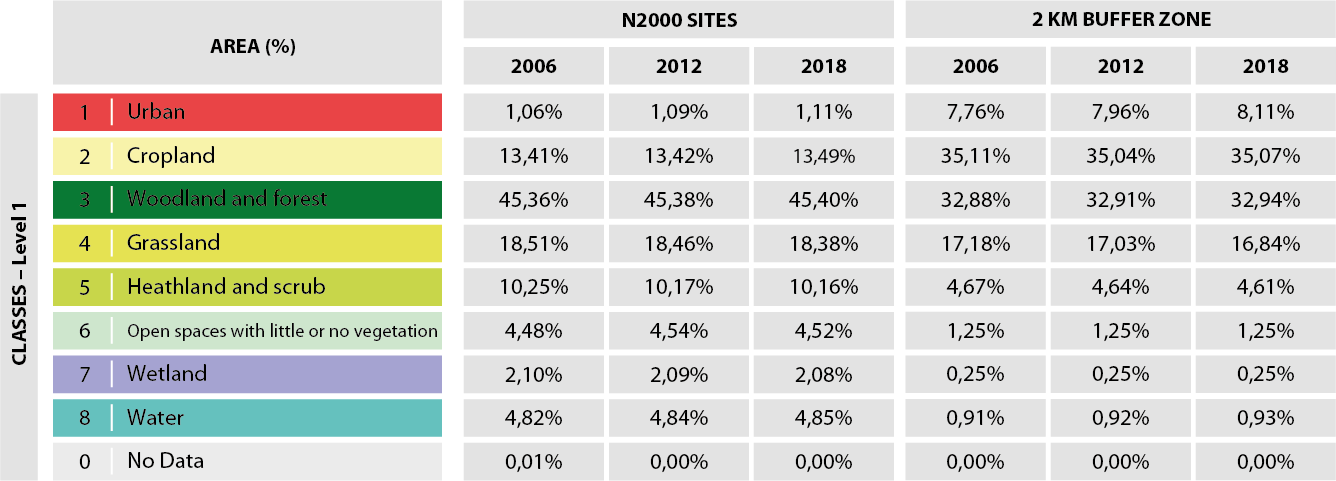 AREA (%) N2000 SITES 2 KM BUFFER ZONE
2006 2012 2018 2006 2012 2018
CLASSES – Level 1
1 Urban 1,06% 1,09% 1,11% 7,76% 7,96% 8,11%
2 Cropland 13,41% 13,42% 13,49% 35,11% 35,04% 35,07%
3 Woodland and forest 45,36% 45,38% 45,40% 32,88% 32,91% 32,94%
4 Grassland 18,51% 18,46% 18,38% 17,18% 17,03% 16,84%
5 Heathland and scrub 10,25% 10,17% 10,16% 4,67% 4,64% 4,61%
6 Open spaces with little or no vegetation 4,48% 4,54% 4,52% 1,25% 1,25% 1,25%
7 Wetland 2,10% 2,09% 2,08% 0,25% 0,25% 0,25%
8 Water 4,82% 4,84% 4,85% 0,91% 0,92% 0,93%
0 No Data 0,01% 0,00% 0,00% 0,00% 0,00% 0,00%